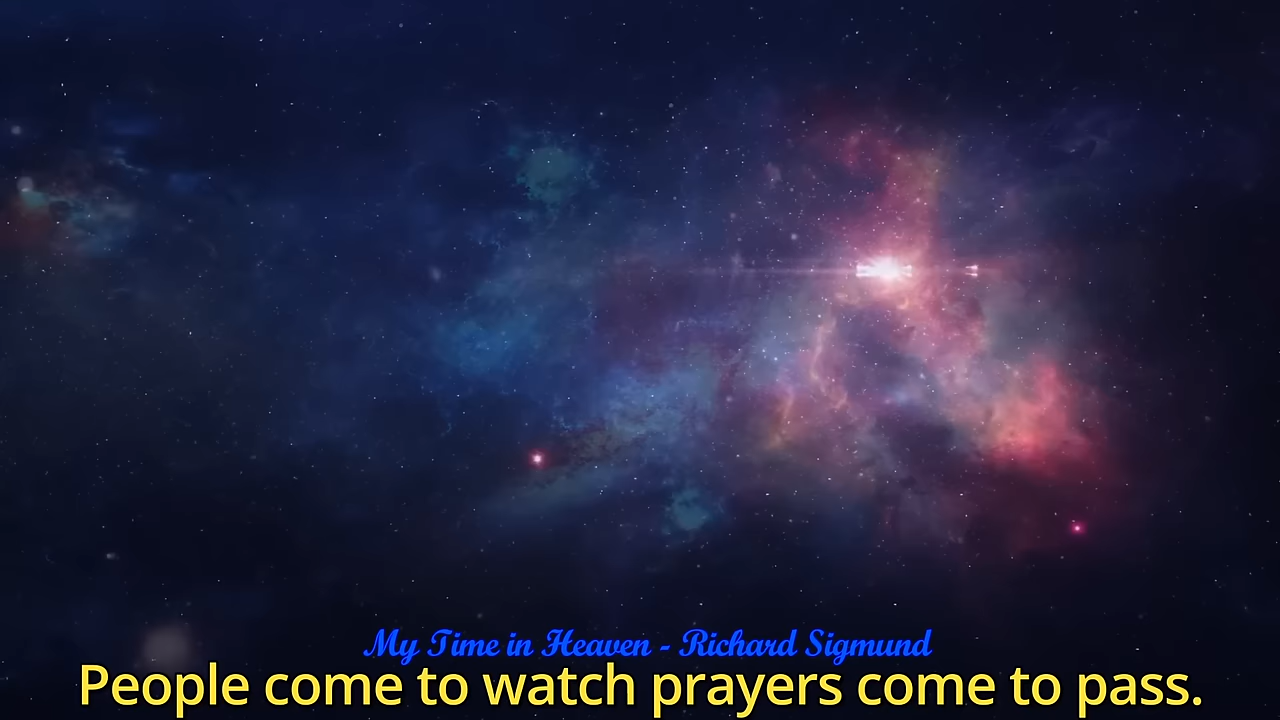 My Time in Heaven - Richard Sigmund
People come to watch prayers come to pass.